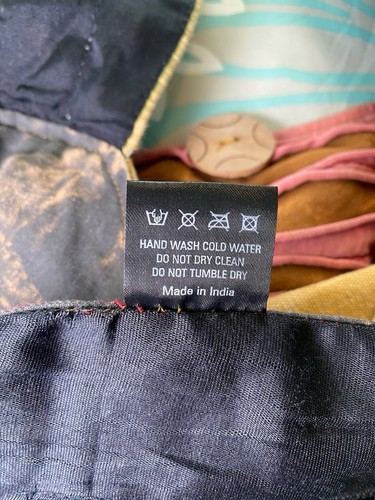 HAND WASH COLD WATER
DO NOT DRY CLEAN
DO NOT TUMBLE DRY
Made in India